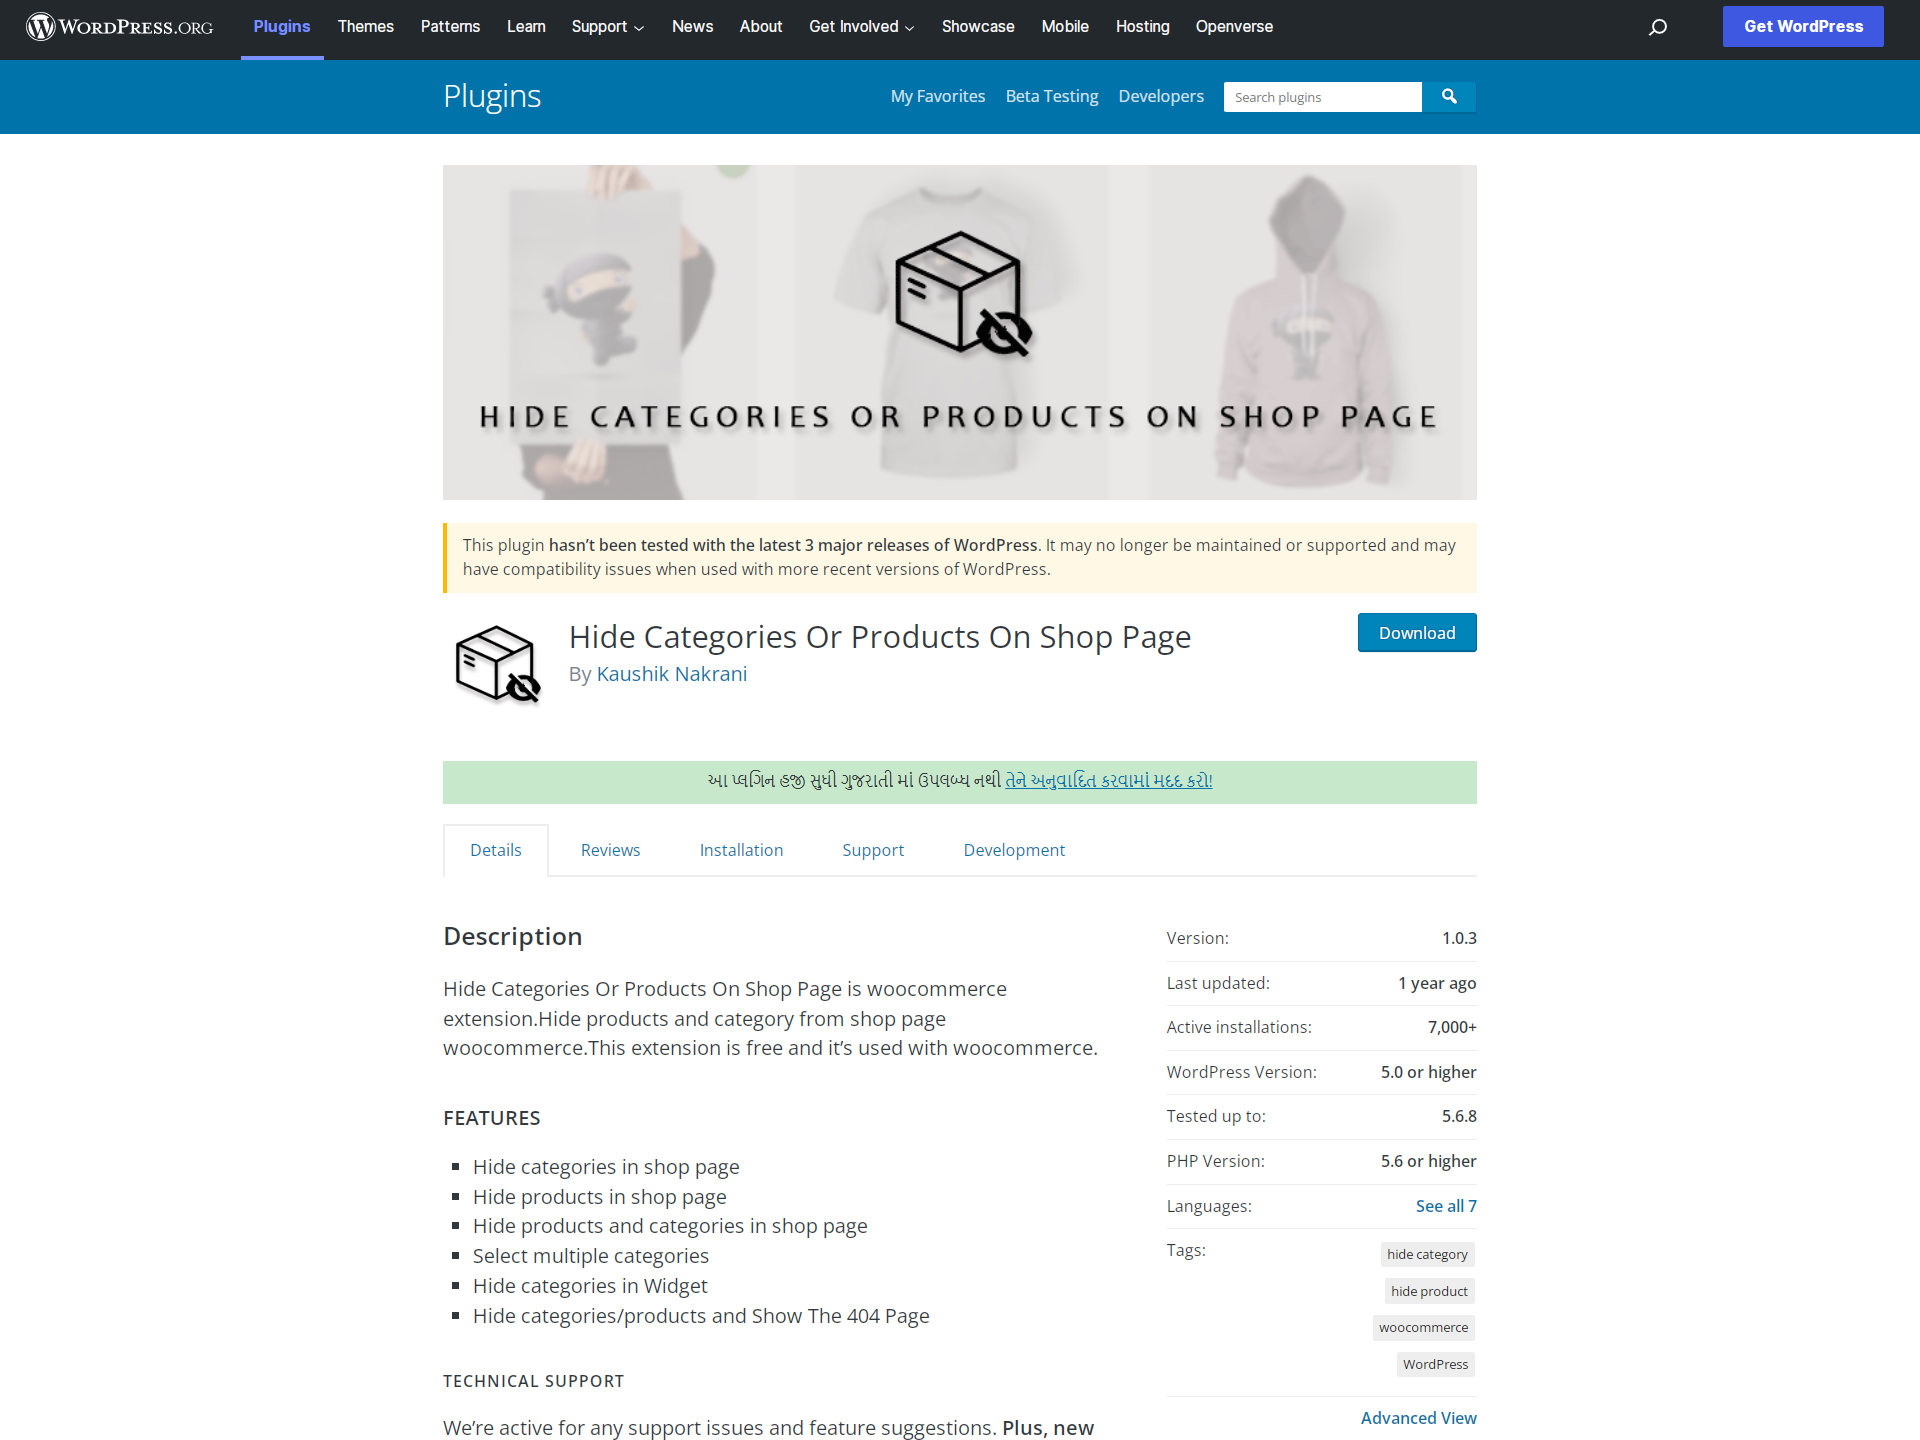 WORDPRESS.ORG
Plugins
Themes
Patterns
Learn
Support
News
About
Get Involved
Showcase
Mobile
Hosting
Openverse
Get WordPress
Plugins
My Favorites
Beta Testing
Developers
Search plugins
HIDE CATEGORIES OR PRODUCTS ON SHOP PAGE
This plugin hasn’t been tested with the latest 3 major releases of WordPress. It may no longer be maintained or supported and may
have compatibility issues when used with more recent versions of WordPress.
Hide Categories Or Products On Shop Page
By Kaushik Nakrani
Download
આ પ્લગિન હજી સુધી ગુજરાતી માં ઉપલબ્ધ નથી તેને અનુવાદિત કરવામાં મદદ કરો!
Details
Reviews
Installation
Support
Development
Description
Hide Categories Or Products On Shop Page is woocommerce
extension.Hide products and category from shop page
woocommerce.This extension is free and it’s used with woocommerce.
FEATURES
Hide categories in shop page
Hide products in shop page
Hide products and categories in shop page
Select multiple categories
Hide categories in Widget
Hide categories/products and Show The 404 Page
TECHNICAL SUPPORT
We’re active for any support issues and feature suggestions. Plus, new
Version: 1.0.3
Last updated: 1 year ago
Active installations: 7,000+
WordPress Version: 5.0 or higher
Tested up to: 5.6.8
PHP Version: 5.6 or higher
Languages: See all 7
Tags: hide category
hide product
woocommerce
WordPress
Advanced View